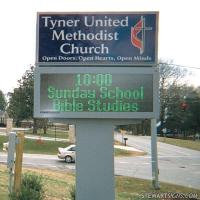 Tyner United
Methodist
Church
Open Doors. Open Hearts. Open Minds
10:00
Sunday School
Bible Studies
STEWARTSIGNS.COM